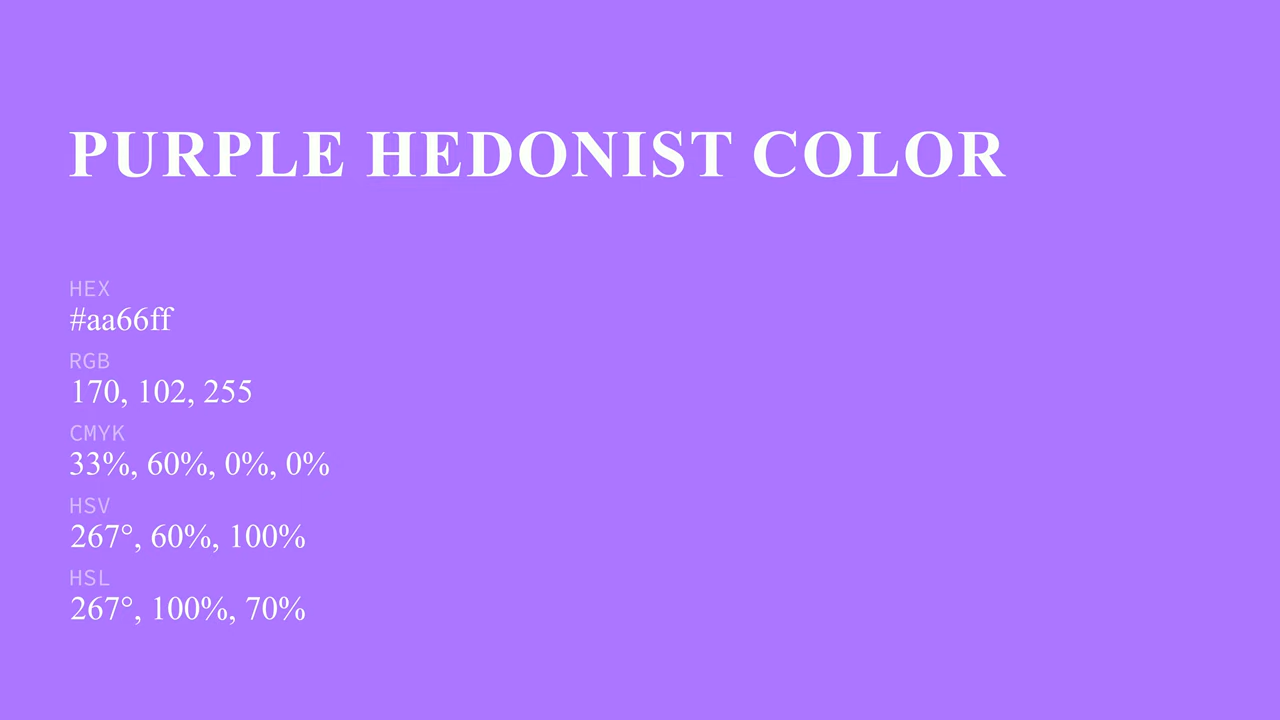 PURPLE HEDONIST COLOR
HEX
#aa66ff
RGB
170, 102, 255
CMYK
33%, 60%, 0%, 0%
HSV
267°, 60%, 100%
HSL
267°, 100%, 70%